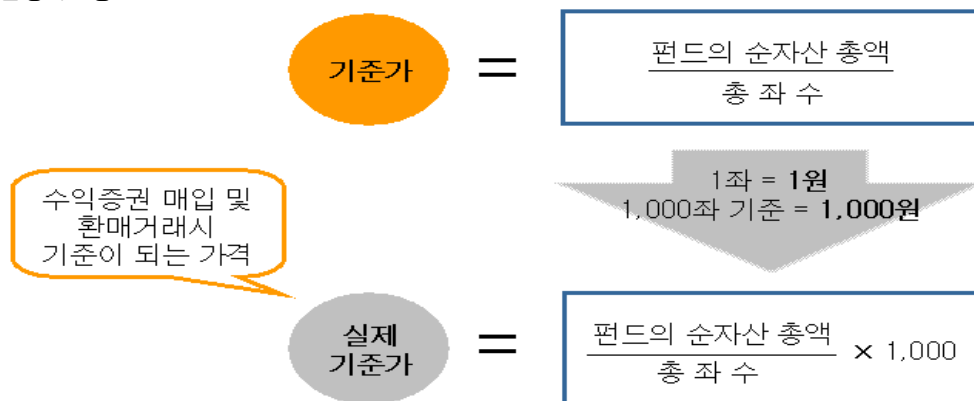 기준가
=
펀드의 순자산 총액
총 좌 수
1좌 = 1원
1,000좌 기준 = 1,000원
수익증권 매입 및
환매거래시
기준이 되는 가격
실제
기준가
=
펀드의 순자산 총액
총 좌 수
× 1,000